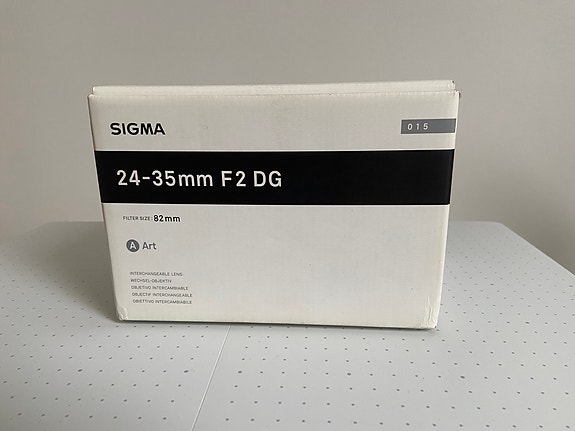 SIGMA
015
24-35mm F2 DG
FILTER SIZE: 82mm
A Art
INTERCHANGEABLE LENS
WECHSEL-OBJEKTIV
OBJETIVO INTERCAMBIABLE
OBJECTIF INTERCHANGEABLE
OBIETTIVO INTERCAMBIABILE